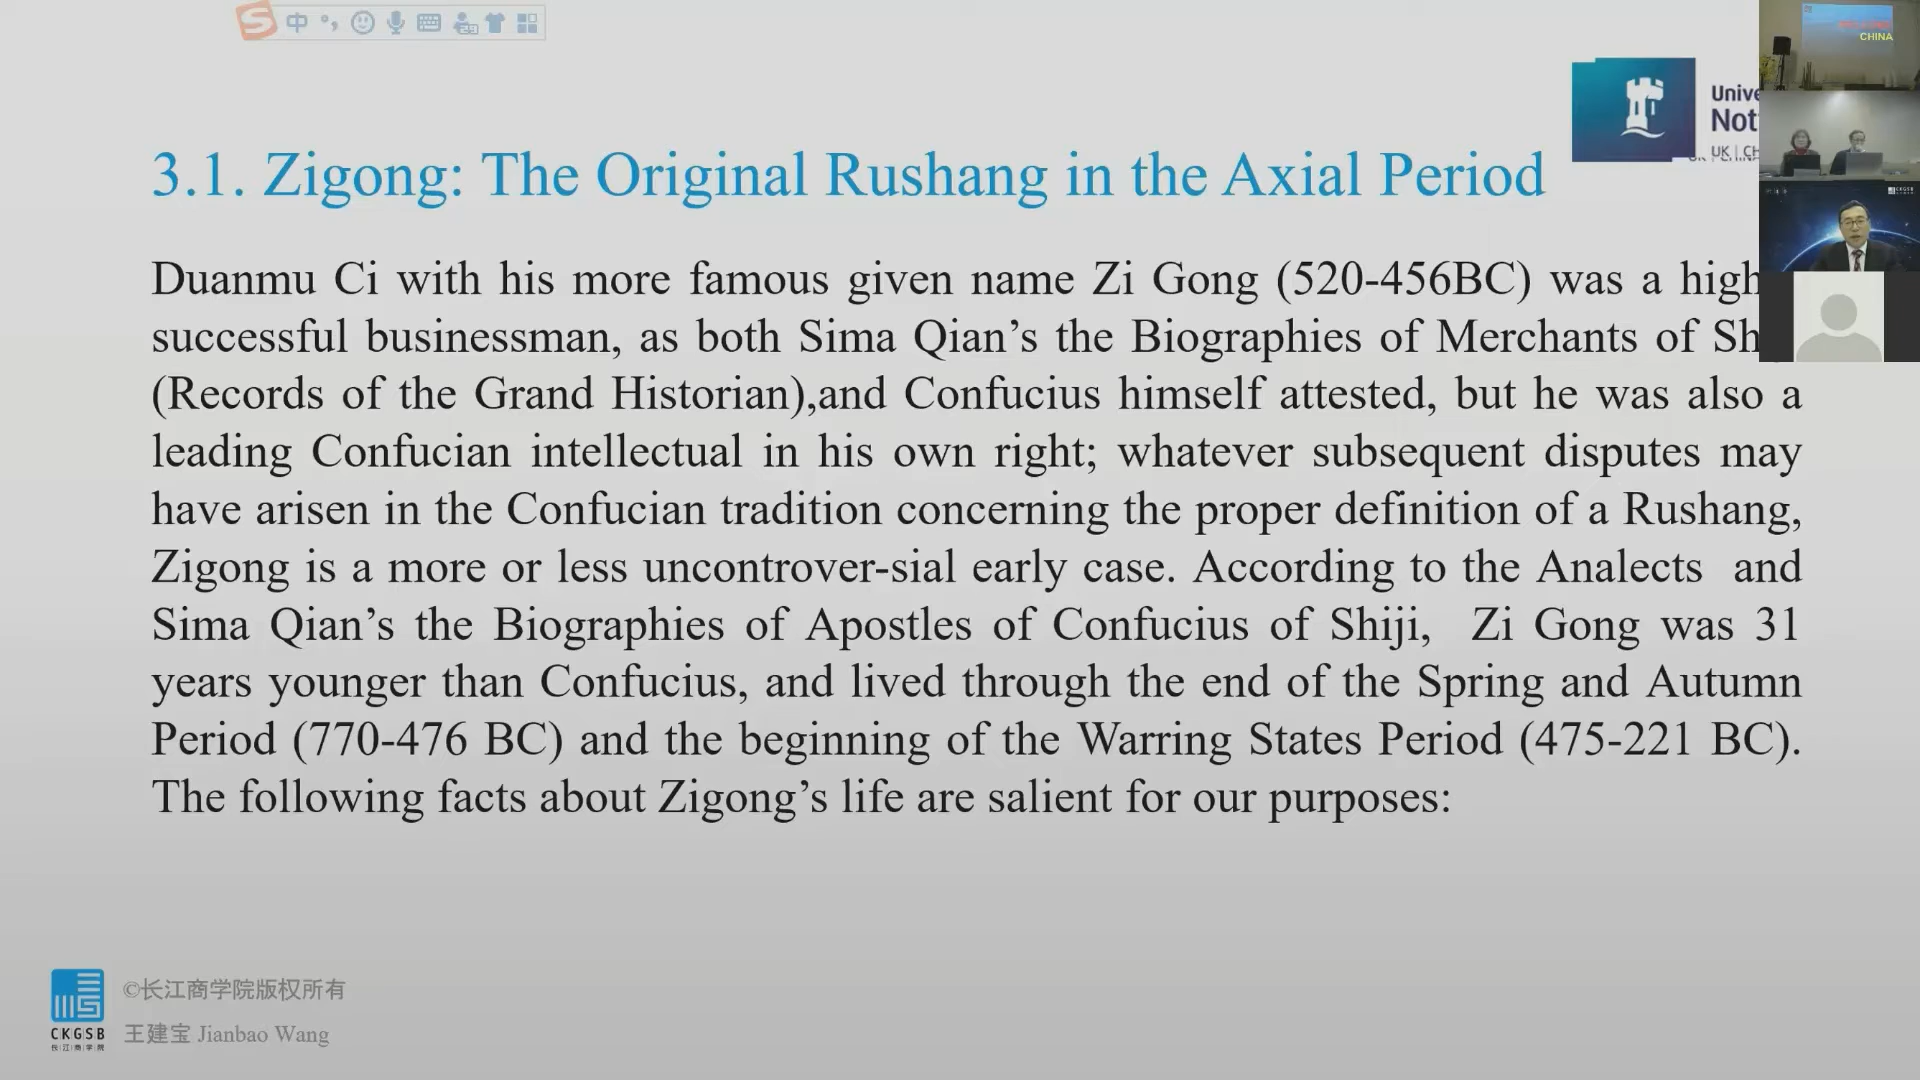 中
CHINA
Unive
Not
UK | CH
3.1. Zigong: The Original Rushang in the Axial Period
Duanmu Ci with his more famous given name Zi Gong (520-456BC) was a high
successful businessman, as both Sima Qian’s the Biographies of Merchants of Sh
(Records of the Grand Historian),and Confucius himself attested, but he was also a
leading Confucian intellectual in his own right; whatever subsequent disputes may
have arisen in the Confucian tradition concerning the proper definition of a Rushang,
Zigong is a more or less uncontrover-sial early case. According to the Analects and
Sima Qian’s the Biographies of Apostles of Confucius of Shiji, Zi Gong was 31
years younger than Confucius, and lived through the end of the Spring and Autumn
Period (770-476 BC) and the beginning of the Warring States Period (475-221 BC).
The following facts about Zigong’s life are salient for our purposes:
©长江商学院版权所有
CKGSB
长江商学院
王建宝 Jianbao Wang